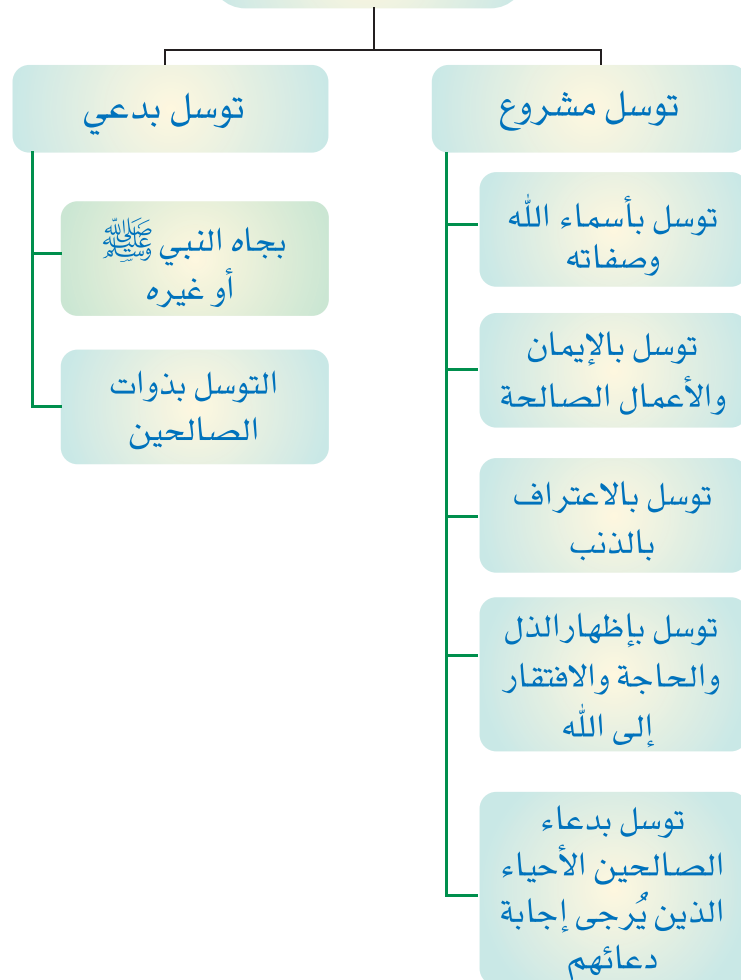 توسل مشروع
توسل بأسماء الله
وصفاته
توسل بالإيمان
والأعمال الصالحة
توسل بالاعتراف
بالذنب
توسل بإظهار الذل
والحاجة والافتقار
إلى الله
توسل بدعاء
الصالحين الأحياء
الذين يُرجى إجابة
دعائهم
توسل بدعي
بجاه النبي ﷺ
أو غيره
التوسل بذوات
الصالحين